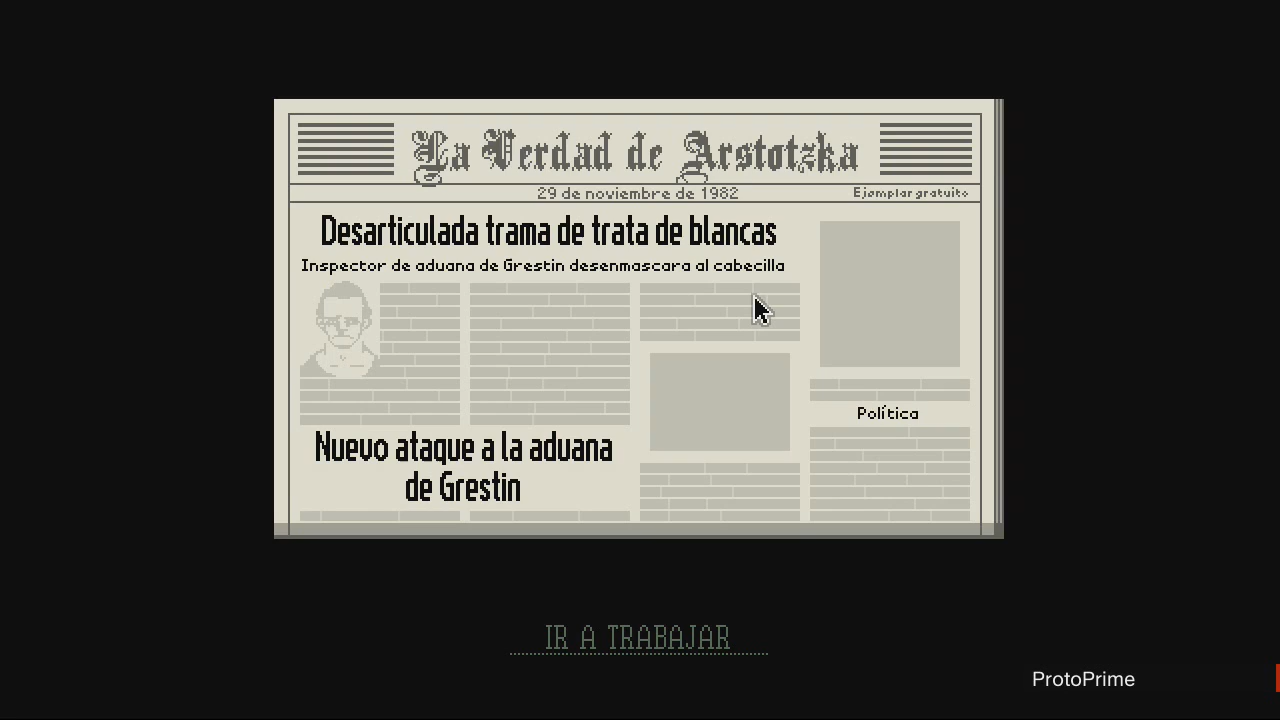 La Verdad de Arstotzka
29 de noviembre de 1982
Ejemplar gratuito
Desarticulada trama de trata de blancas
Inspector de aduana de Grestin desenmascara al cabecilla
Nuevo ataque a la aduana
de Grestin
Política
IR A TRABAJAR
ProtoPrime